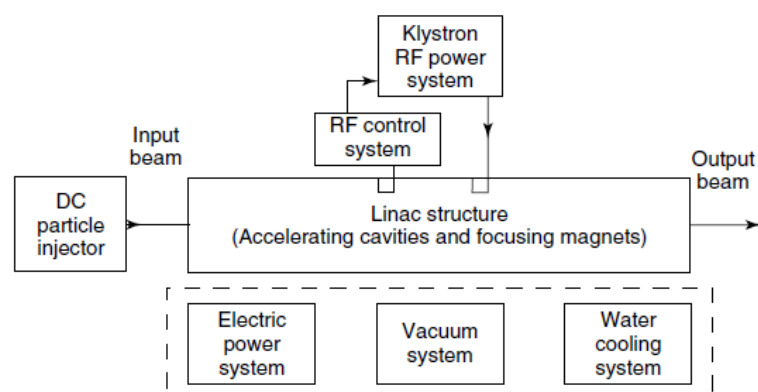 Klystron
RF power
system
RF control
system
Input
beam
Output
beam
DC
particle
injector
Linac structure
(Accelerating cavities and focusing magnets)
Electric
power
system
Vacuum
system
Water
cooling
system